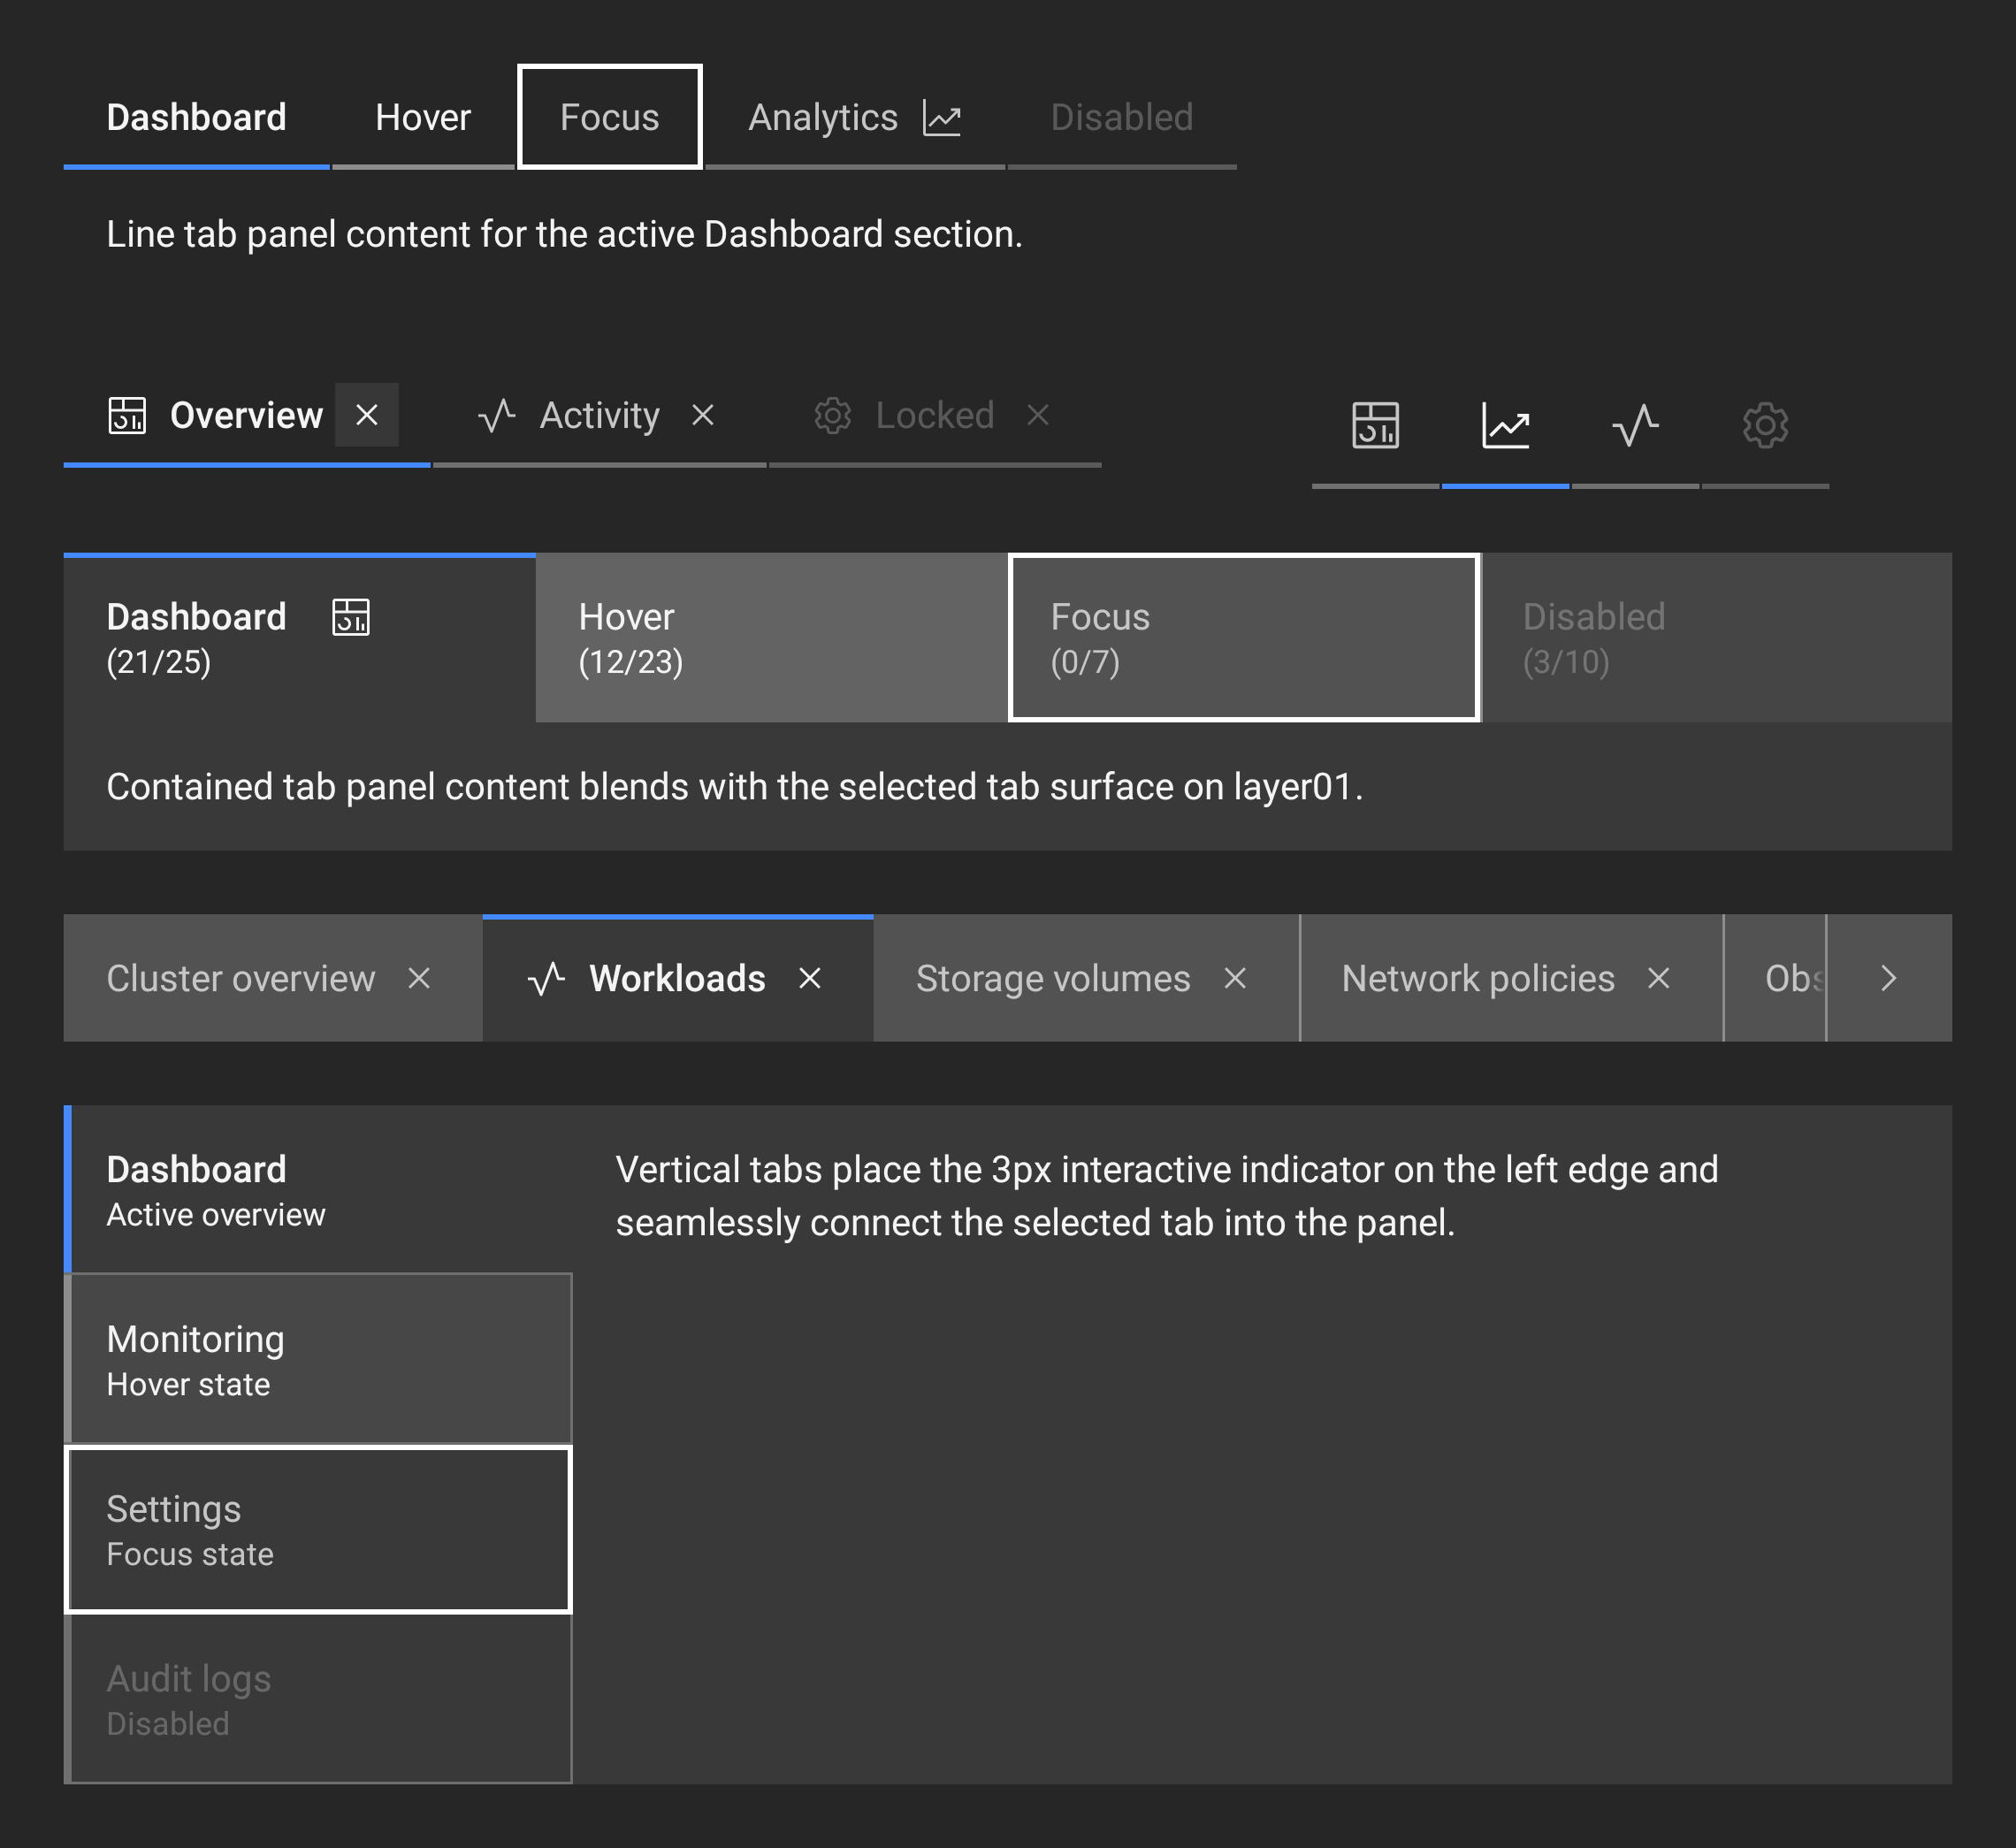 Dashboard Hover Focus Analytics Disabled
Line tab panel content for the active Dashboard section.
Overview Activity Locked
Dashboard Hover Focus Disabled
(21/25) (12/23) (0/7) (3/10)
Contained tab panel content blends with the selected tab surface on layer01.
Cluster overview Workloads Storage volumes Network policies Obs
Dashboard
Active overview
Vertical tabs place the 3px interactive indicator on the left edge and
seamlessly connect the selected tab into the panel.
Monitoring
Hover state
Settings
Focus state
Audit logs
Disabled